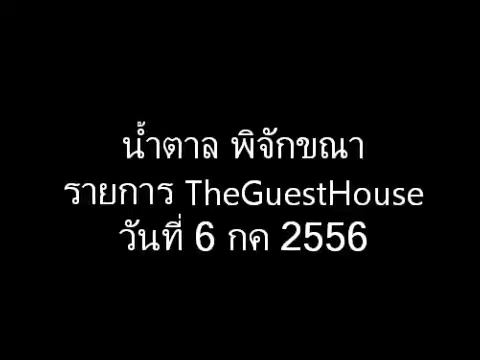 น้ำตาล พิจักขณา
รายการ TheGuestHouse
วันที่ 6 กค 2556